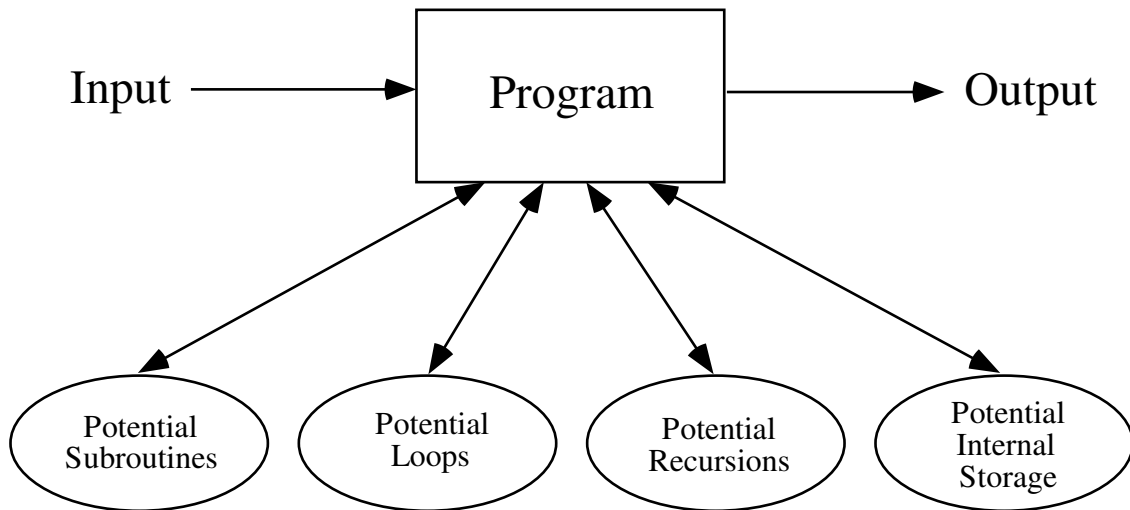 Input
Program
Output
Potential
Subroutines
Potential
Loops
Potential
Recursions
Potential
Internal
Storage